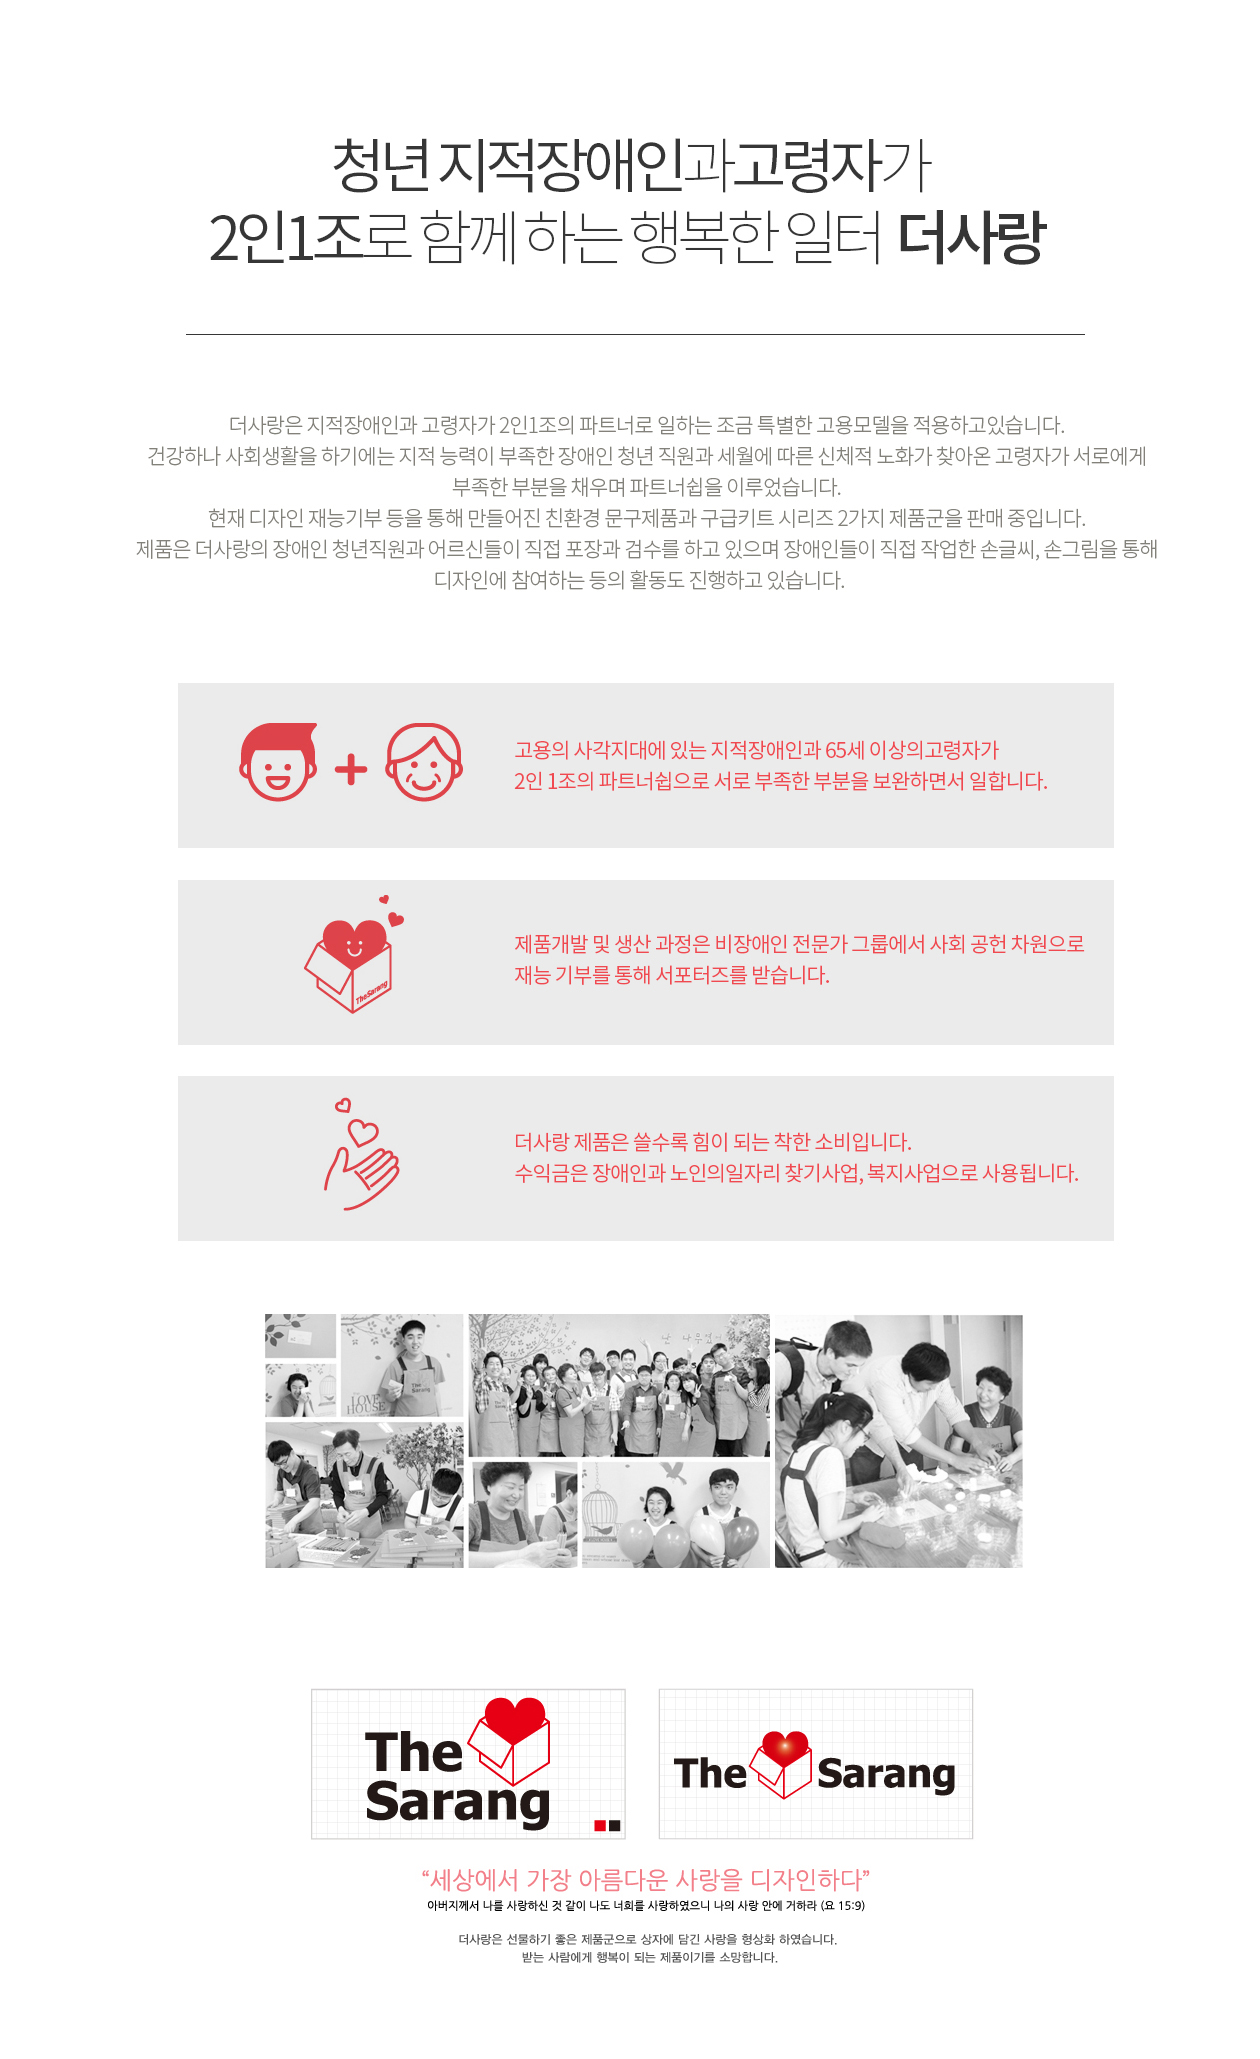 청년 지적장애인과고령자가
2인1조로 함께 하는 행복한 일터 더사랑
더사랑은 지적장애인과 고령자가 2인1조의 파트너로 일하는 조금 특별한 고용모델을 적용하고있습니다.
건강하나 사회생활을 하기에는 지적 능력이 부족한 장애인 청년 직원과 세월에 따른 신체적 노화가 찾아온 고령자가 서로에게
부족한 부분을 채우며 파트너쉽을 이루었습니다.
현재 디자인 재능기부 등을 통해 만들어진 친환경 문구제품과 구급키트 시리즈 2가지 제품군을 판매 중입니다.
제품은 더사랑의 장애인 청년직원과 어르신들이 직접 포장과 검수를 하고 있으며 장애인들이 직접 작업한 손글씨, 손그림을 통해
디자인에 참여하는 등의 활동도 진행하고 있습니다.
고용의 사각지대에 있는 지적장애인과 65세 이상의고령자가
2인 1조의 파트너쉽으로 서로 부족한 부분을 보완하면서 일합니다.
TheSarang
제품개발 및 생산 과정은 비장애인 전문가 그룹에서 사회 공헌 차원으로
재능 기부를 통해 서포터즈를 받습니다.
더사랑 제품은 쓸수록 힘이 되는 착한 소비입니다.
수익금은 장애인과 노인의일자리 찾기사업, 복지사업으로 사용됩니다.
The
Sarang
LOVE
HOUSE
The
Sarang
The Sarang
“세상에서 가장 아름다운 사랑을 디자인하다”
아버지께서 나를 사랑하신 것 같이 나도 너희를 사랑하였으니 나의 사랑 안에 거하라 (요 15:9)
더사랑은 선물하기 좋은 제품군으로 상자에 담긴 사랑을 형상화 하였습니다.
받는 사람에게 행복이 되는 제품이기를 소망합니다.